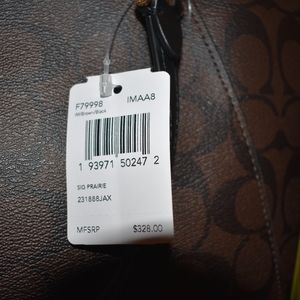 F79998 IMAA8
IM/Brown/Black
1 93971 50247 2
SIG PRAIRIE
231888JAX
MFSRP $328.00